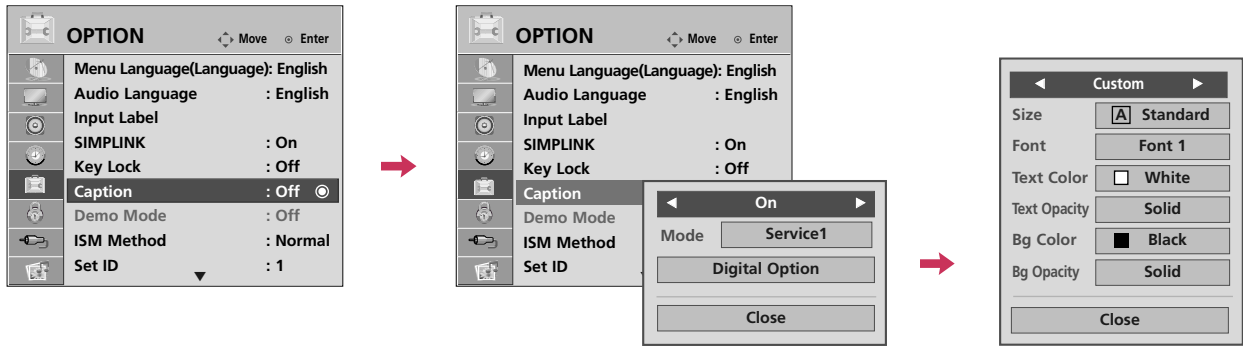 OPTION Move Enter
Menu Language(Language): English
Audio Language : English
Input Label
SIMPLINK : On
Key Lock : Off
Caption : Off
Demo Mode : Off
ISM Method : Normal
Set ID : 1
OPTION Move Enter
Menu Language(Language): English
Audio Language : English
Input Label
SIMPLINK : On
Key Lock : Off
Caption
Demo Mode
ISM Method
Set ID
On
Mode Service1
Digital Option
Close
Custom
Size A Standard
Font Font 1
Text Color White
Text Opacity Solid
Bg Color Black
Bg Opacity Solid
Close